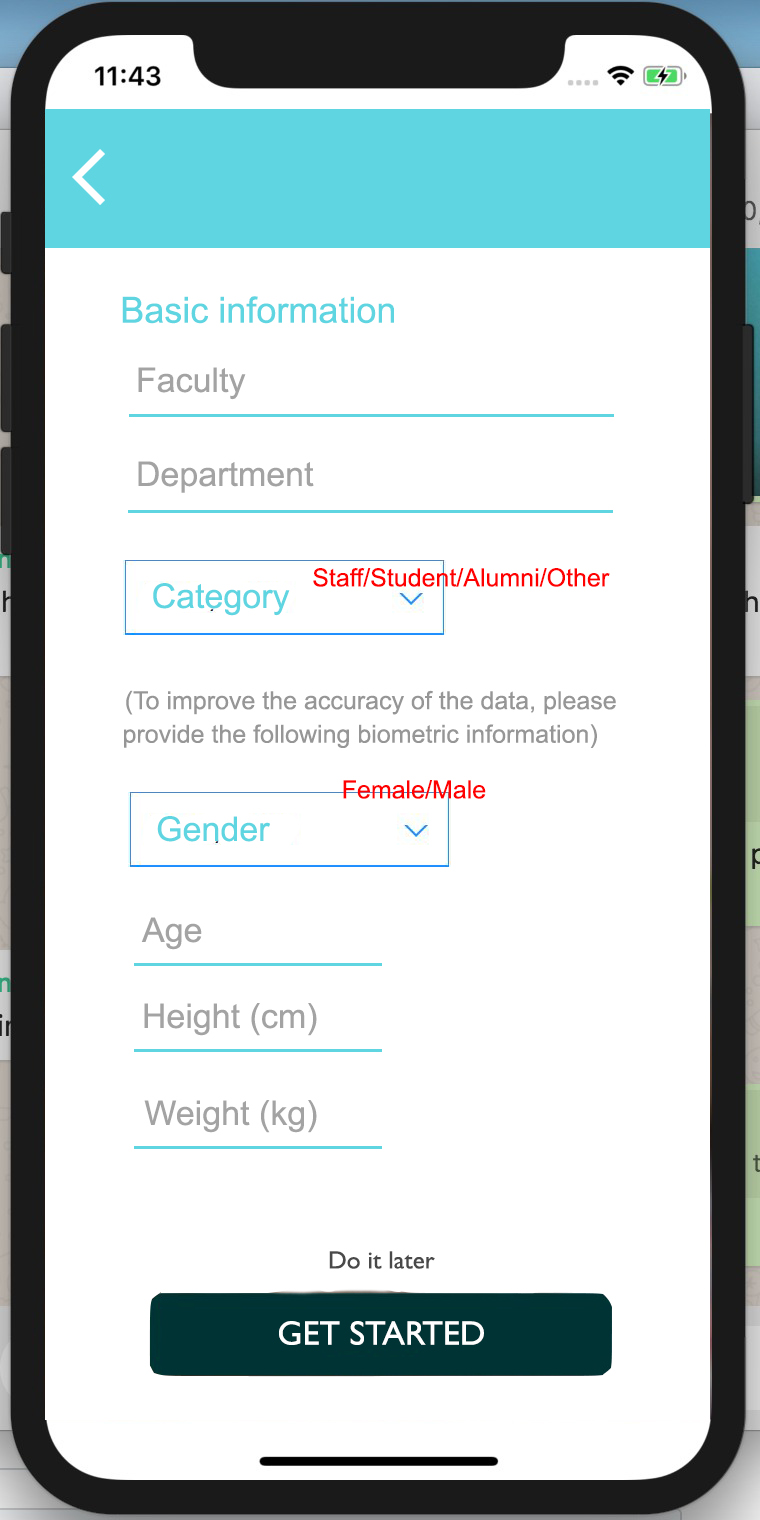 11:43
Basic information
Faculty
Department
Staff/Student/Alumni/Other
Category
(To improve the accuracy of the data, please
provide the following biometric information)
Female/Male
Gender
Age
Height (cm)
Weight (kg)
Do it later
GET STARTED